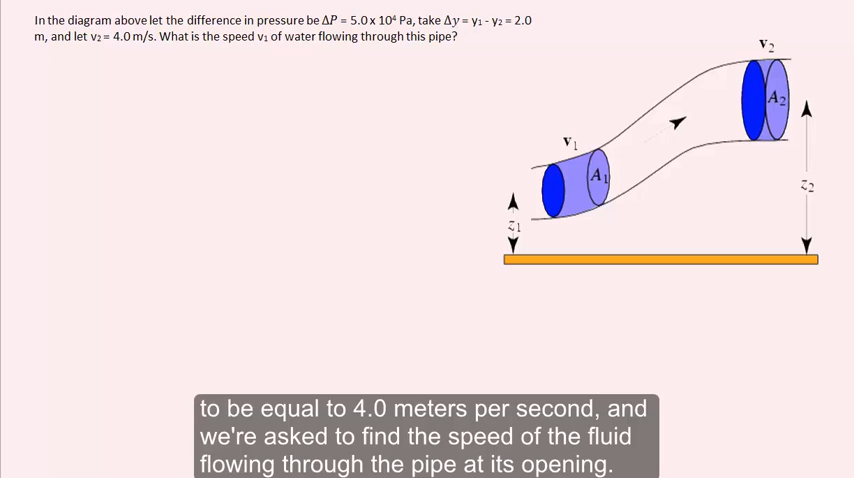 In the diagram above let the difference in pressure be ΔP = 5.0 x 10⁴ Pa, take Δy = y₁ - y₂ = 2.0
m, and let v₂ = 4.0 m/s. What is the speed v₁ of water flowing through this pipe?
v₂
A₂
v₁
A₁
z₂
z₁
to be equal to 4.0 meters per second, and
we're asked to find the speed of the fluid
flowing through the pipe at its opening.